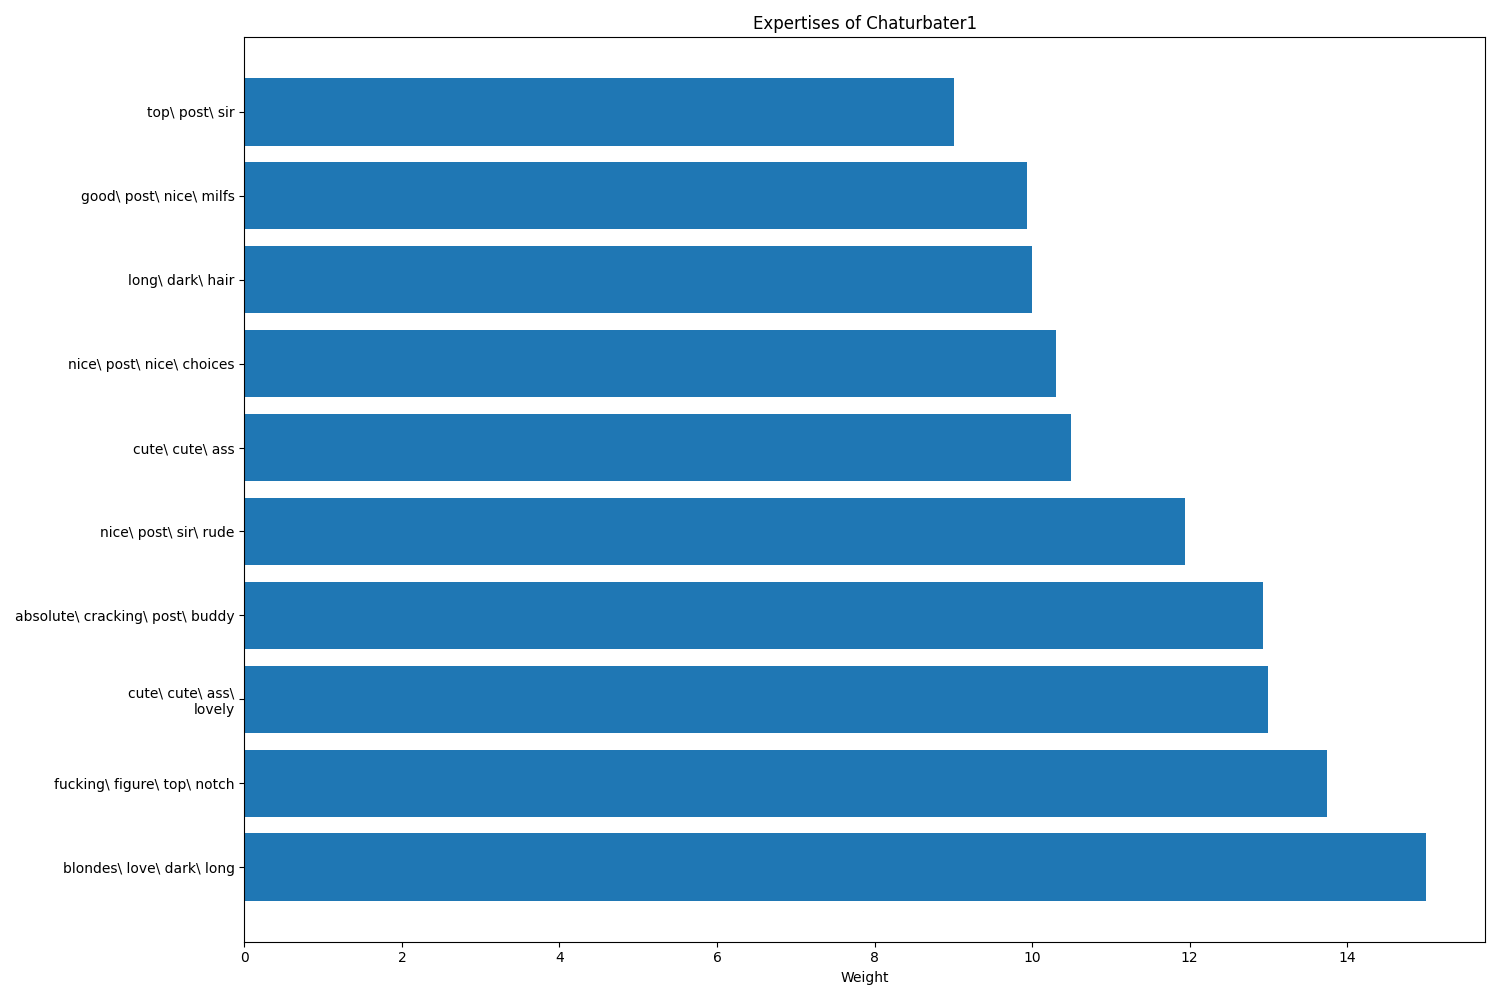 Expertises of Chaturbater1
top\ post\ sir
good\ post\ nice\ milfs
long\ dark\ hair
nice\ post\ nice\ choices
cute\ cute\ ass
nice\ post\ sir\ rude
absolute\ cracking\ post\ buddy
cute\ cute\ ass\
lovely
fucking\ figure\ top\ notch
blondes\ love\ dark\ long
0 2 4 6 8 10 12 14
Weight